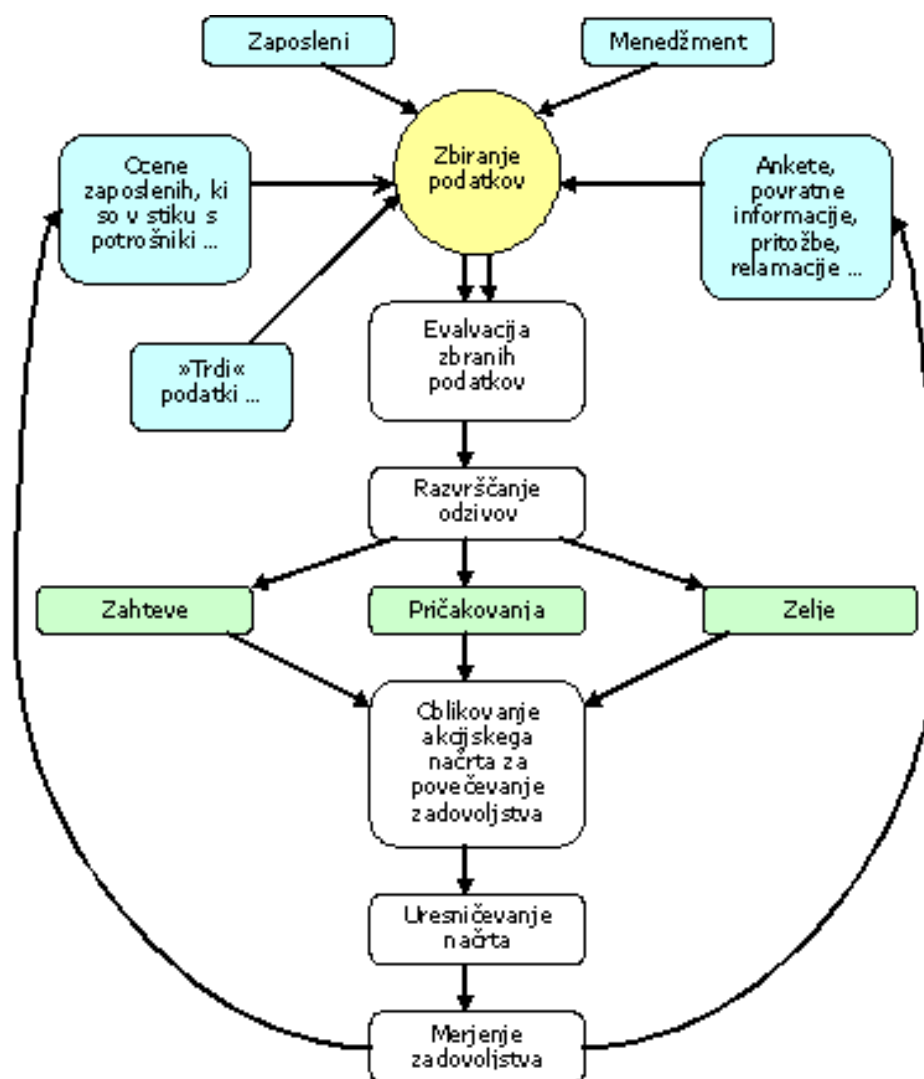 Zaposleni
Menedžment
Zbiranje
podatkov
Ocene
zaposlenih, ki
so v stiku s
potrošniki ...
Ankete,
povratne
informacije,
pritožbe,
relamacije ...
»Trdi«
podatki ...
Evalvacija
zbranih
podatkov
Razvrščanje
odzivov
Zahteve
Pričakovanja
Zelje
Oblikovanje
akcijskega
načrta za
povečevanje
zadovoljstva
Uresničevanje
načrta
Merjenje
zadovoljstva